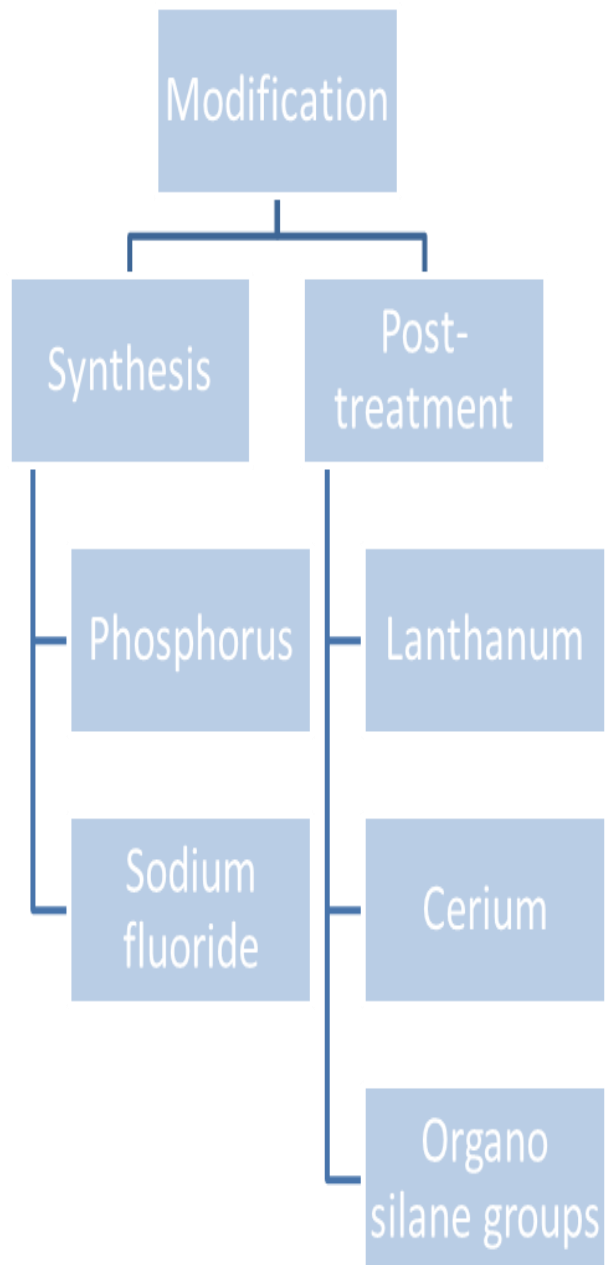 Modification
Synthesis
Post-
treatment
Phosphorus
Lanthanum
Sodium
fluoride
Cerium
Organo
silane groups